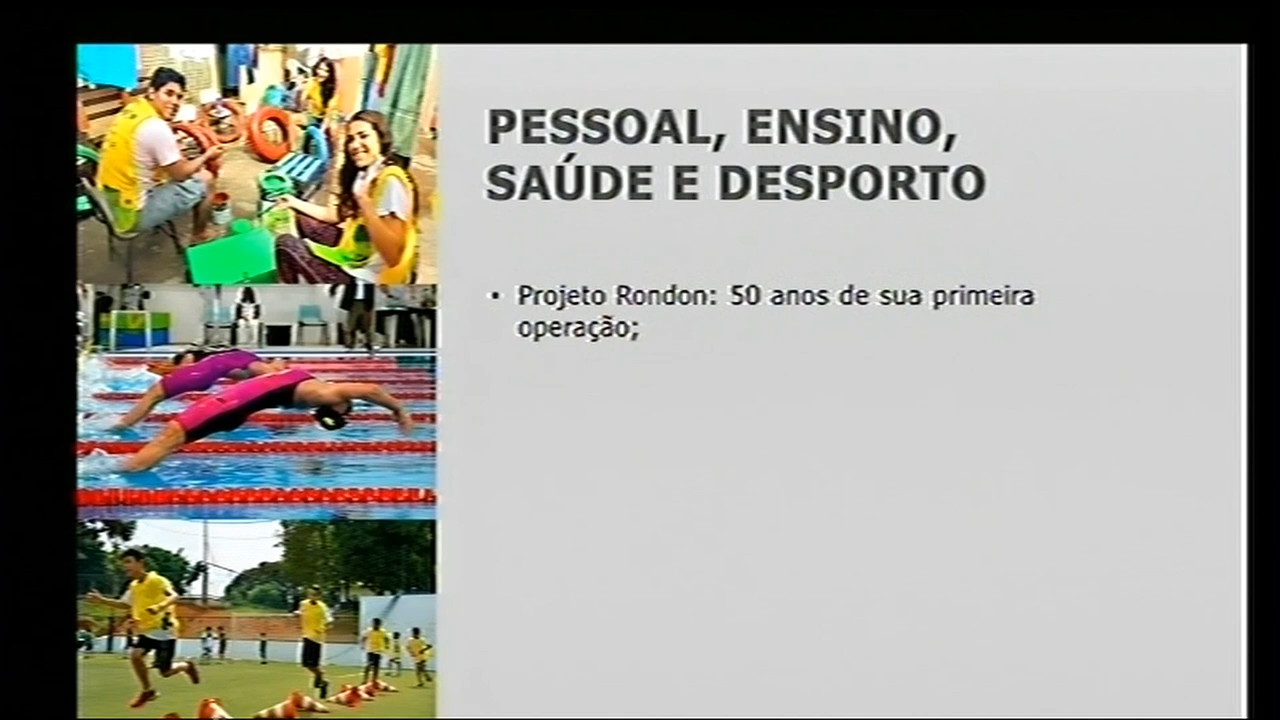 PESSOAL, ENSINO,
SAÚDE E DESPORTO
• Projeto Rondon: 50 anos de sua primeira
operação;